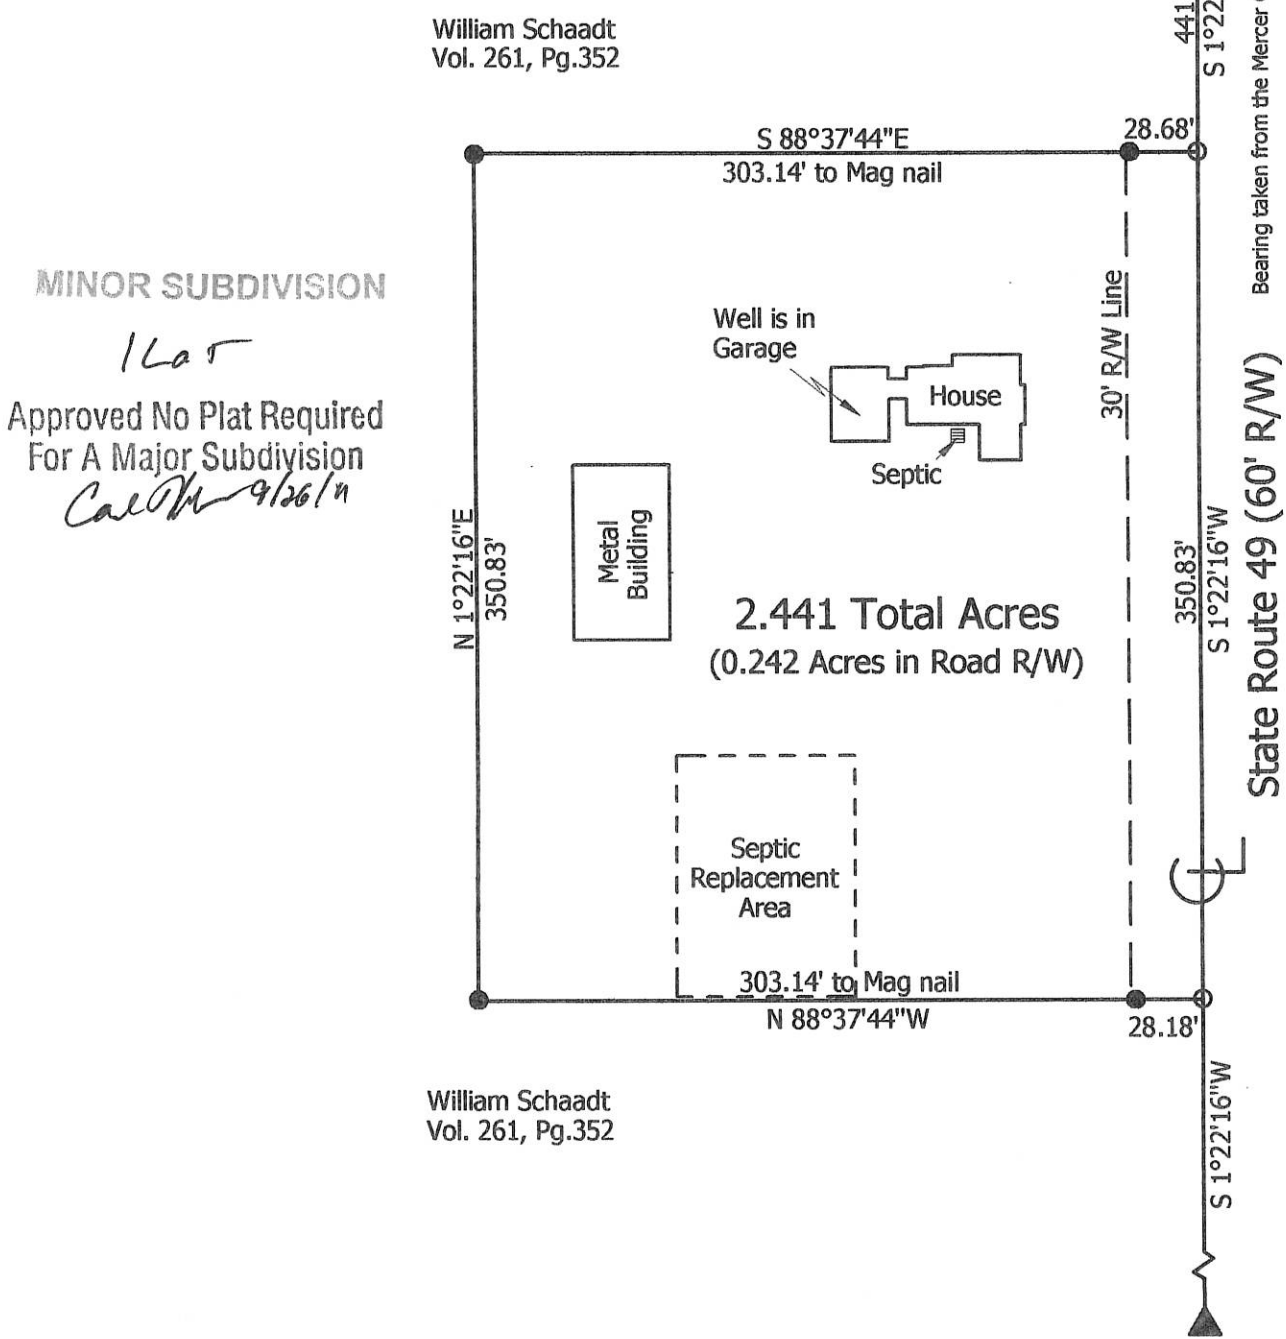 William Schaadt
Vol. 261, Pg.352
441
S 1°22
Bearing taken from the Mercer
S 88°37'44"E
28.68'
303.14' to Mag nail
MINOR SUBDIVISION
1 Lot
Approved No Plat Required
For A Major Subdivision
9/26/11
Well is in
Garage
House
Septic
30' R/W Line
Metal
Building
N 1°22'16"E
350.83'
2.441 Total Acres
(0.242 Acres in Road R/W)
350.83'
S 1°22'16"W
State Route 49 (60' R/W)
Septic
Replacement
Area
303.14' to Mag nail
N 88°37'44"W
28.18'
William Schaadt
Vol. 261, Pg.352
S 1°22'16"W